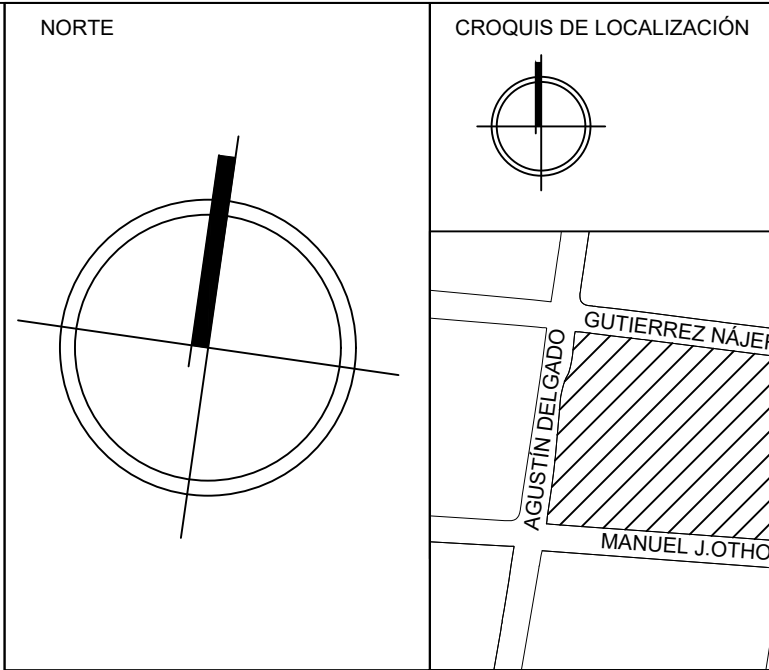 NORTE
CROQUIS DE LOCALIZACIÓN
GUTIERREZ NÁJER
AGUSTÍN DELGADO
MANUEL J.OTHO